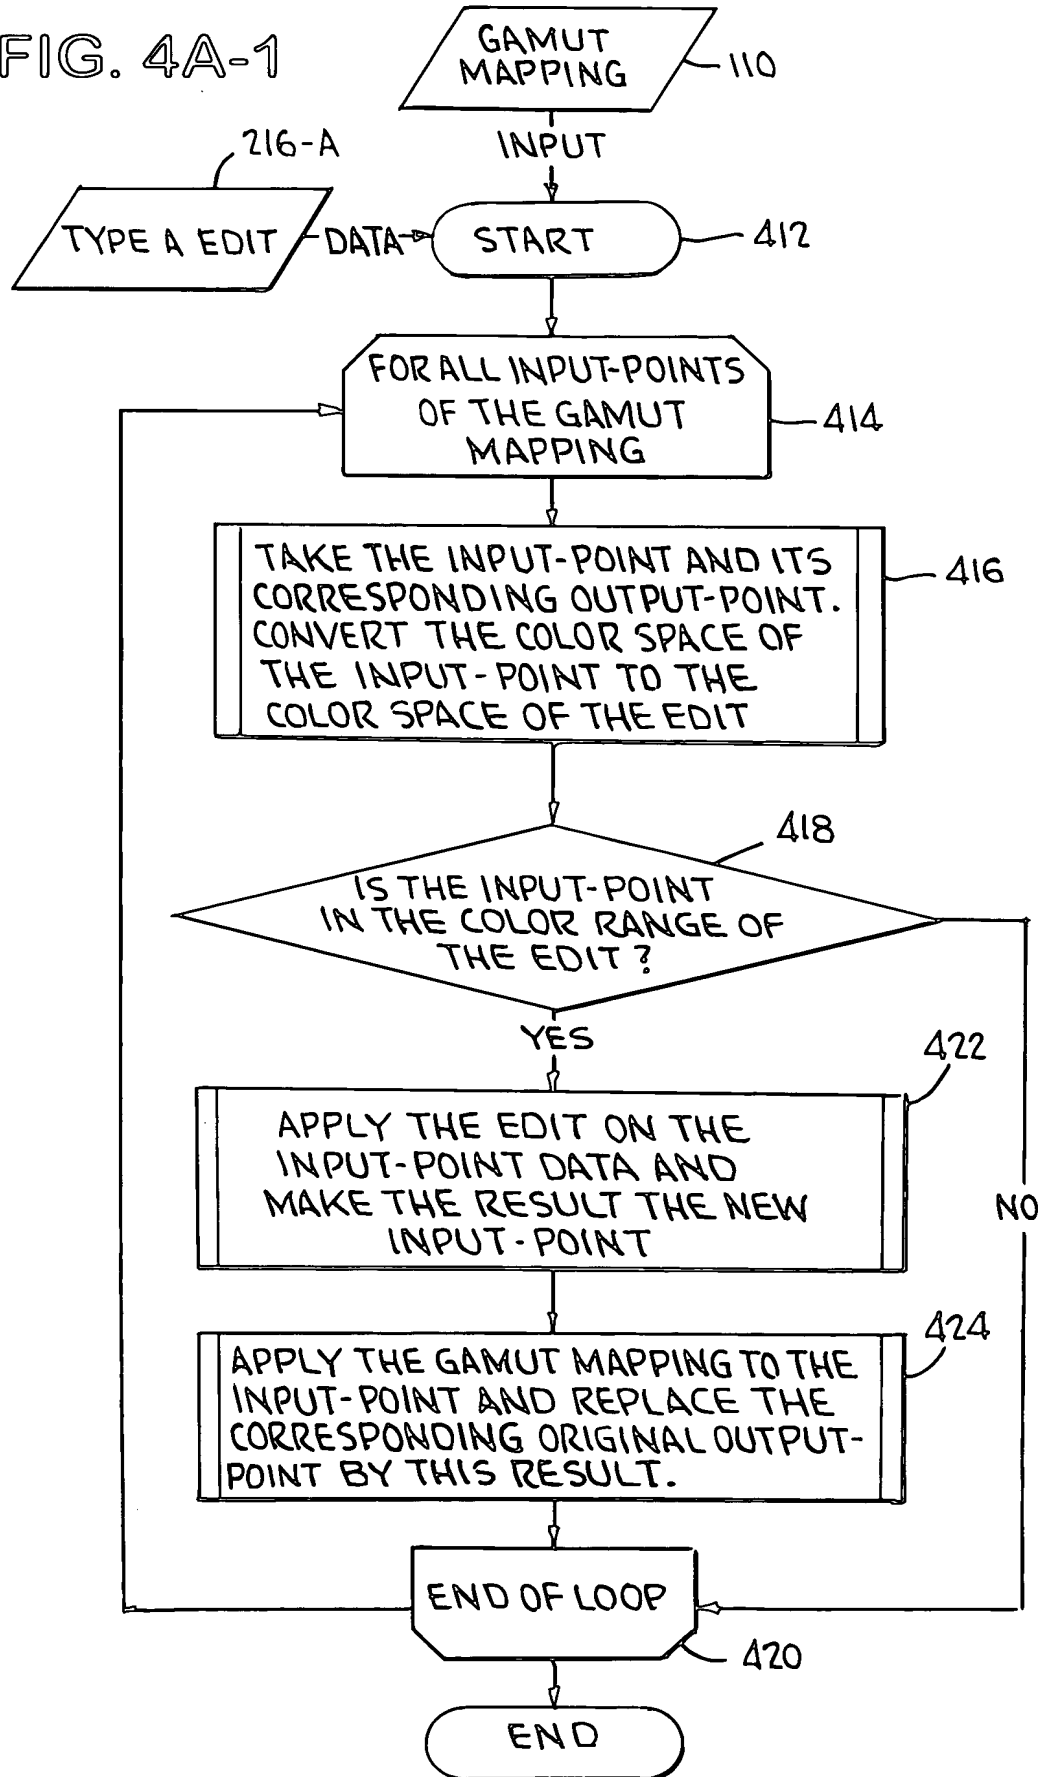 FIG. 4A-1
GAMUT
MAPPING
110
INPUT
216-A
TYPE A EDIT
DATA
START
412
FOR ALL INPUT-POINTS
OF THE GAMUT
MAPPING
414
TAKE THE INPUT-POINT AND ITS
CORRESPONDING OUTPUT-POINT.
CONVERT THE COLOR SPACE OF
THE INPUT-POINT TO THE
COLOR SPACE OF THE EDIT
416
418
IS THE INPUT-POINT
IN THE COLOR RANGE OF
THE EDIT?
YES
NO
422
APPLY THE EDIT ON THE
INPUT-POINT DATA AND
MAKE THE RESULT THE NEW
INPUT-POINT
424
APPLY THE GAMUT MAPPING TO THE
INPUT-POINT AND REPLACE THE
CORRESPONDING ORIGINAL OUTPUT-
POINT BY THIS RESULT.
END OF LOOP
420
END